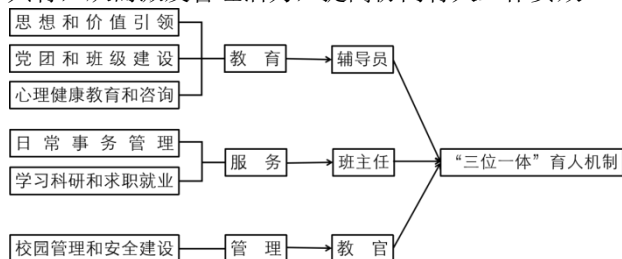 思想和价值引领
党团和班级建设
心理健康教育和咨询
教育
辅导员
日常事务管理
学习科研和求职就业
服务
班主任
“三位一体”育人机制
校园管理和安全建设
管理
教官